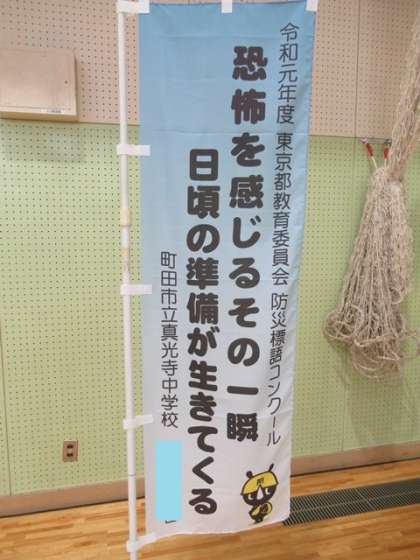 令和元年度 東京都教育委員会 防災標語コンクール
恐怖を感じるその一瞬
日頃の準備が生きてくる
町田市立真光寺中学校